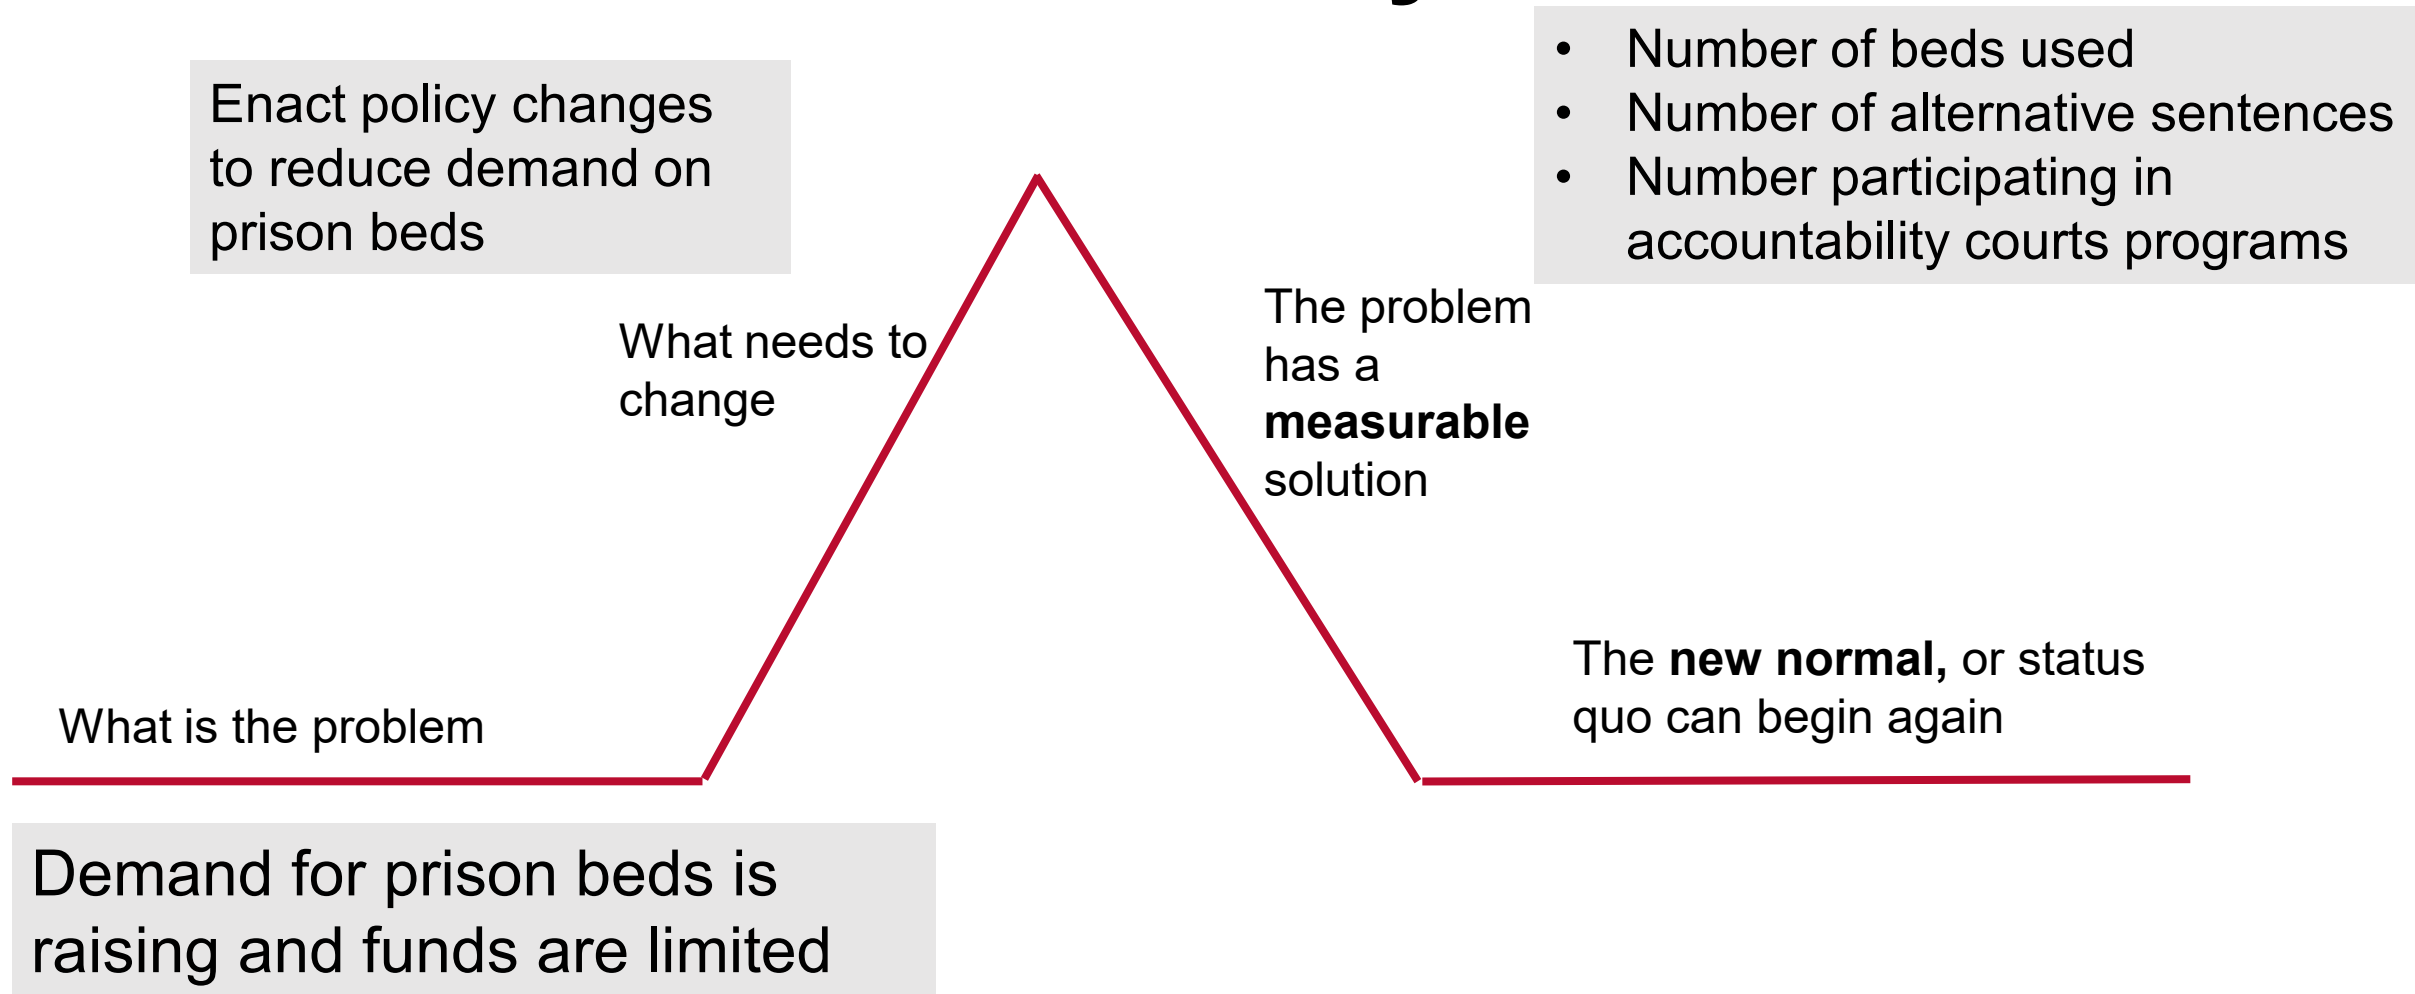 Enact policy changes
to reduce demand on
prison beds
• Number of beds used
• Number of alternative sentences
• Number participating in
accountability courts programs
What needs to
change
The problem
has a
measurable
solution
What is the problem
The new normal, or status
quo can begin again
Demand for prison beds is
raising and funds are limited